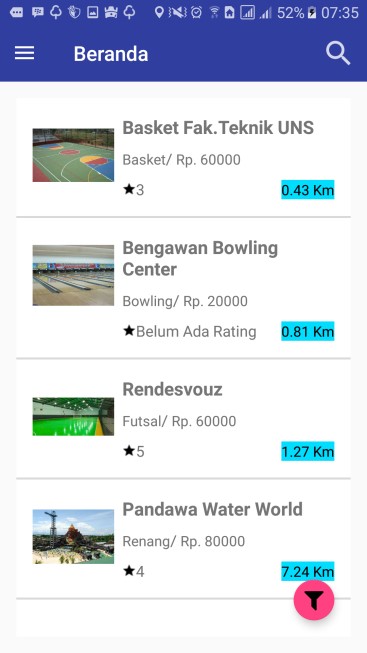 52% 07:35
Beranda
Basket Fak.Teknik UNS
Basket/ Rp. 60000
★3
0.43 Km
Bengawan Bowling
Center
Bowling/ Rp. 20000
★Belum Ada Rating
0.81 Km
Rendesvouz
Futsal/ Rp. 60000
★5
1.27 Km
Pandawa Water World
Renang/ Rp. 80000
★4
7.24 Km